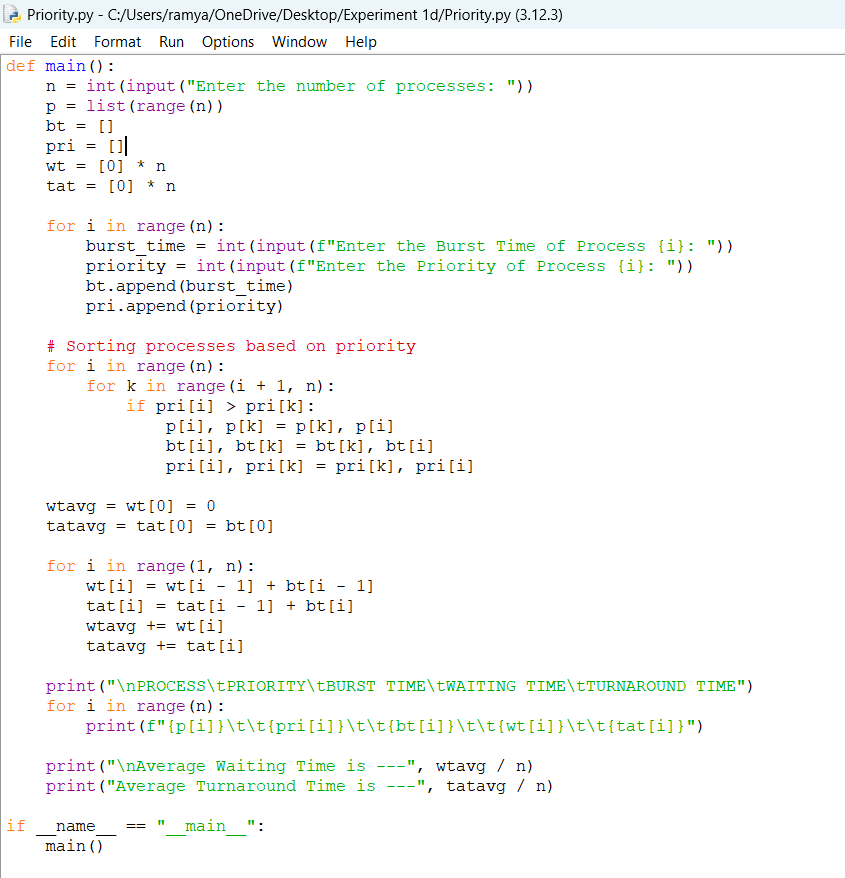 Priority.py - C:/Users/ramya/OneDrive/Desktop/Experiment 1d/Priority.py (3.12.3)
File Edit Format Run Options Window Help
def main():
    n = int(input("Enter the number of processes: "))
    p = list(range(n))
    bt = []
    pri = []
    wt = [0] * n
    tat = [0] * n

    for i in range(n):
        burst_time = int(input(f"Enter the Burst Time of Process {i}: "))
        priority = int(input(f"Enter the Priority of Process {i}: "))
        bt.append(burst_time)
        pri.append(priority)

    # Sorting processes based on priority
    for i in range(n):
        for k in range(i + 1, n):
            if pri[i] > pri[k]:
                p[i], p[k] = p[k], p[i]
                bt[i], bt[k] = bt[k], bt[i]
                pri[i], pri[k] = pri[k], pri[i]

    wtavg = wt[0] = 0
    tatavg = tat[0] = bt[0]

    for i in range(1, n):
        wt[i] = wt[i - 1] + bt[i - 1]
        tat[i] = tat[i - 1] + bt[i]
        wtavg += wt[i]
        tatavg += tat[i]

    print("\nPROCESS\tPRIORITY\tBURST TIME\tWAITING TIME\tTURNAROUND TIME")
    for i in range(n):
        print(f"{p[i]}\t\t{pri[i]}\t\t{bt[i]}\t\t{wt[i]}\t\t{tat[i]}")

    print("\nAverage Waiting Time is ---", wtavg / n)
    print("Average Turnaround Time is ---", tatavg / n)

if __name__ == "__main__":
    main()